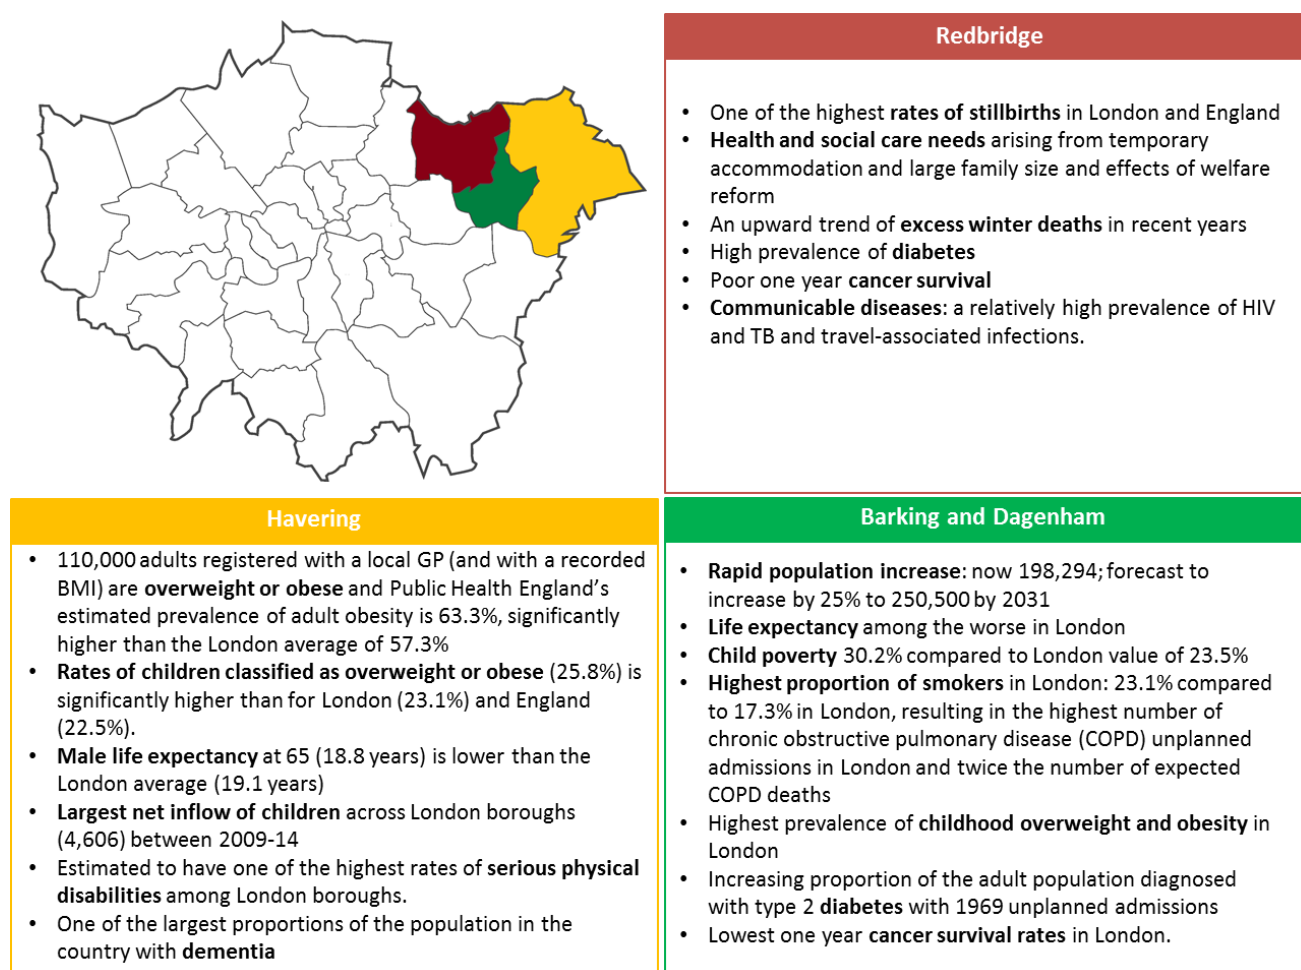 Redbridge
• One of the highest rates of stillbirths in London and England
• Health and social care needs arising from temporary
accommodation and large family size and effects of welfare
reform
• An upward trend of excess winter deaths in recent years
• High prevalence of diabetes
• Poor one year cancer survival
• Communicable diseases: a relatively high prevalence of HIV
and TB and travel-associated infections.
Havering
• 110,000 adults registered with a local GP (and with a recorded
BMI) are overweight or obese and Public Health England's
estimated prevalence of adult obesity is 63.3%, significantly
higher than the London average of 57.3%
• Rates of children classified as overweight or obese (25.8%) is
significantly higher than for London (23.1%) and England
(22.5%).
• Male life expectancy at 65 (18.8 years) is lower than the
London average (19.1 years)
• Largest net inflow of children across London boroughs
(4,606) between 2009-14
• Estimated to have one of the highest rates of serious physical
disabilities among London boroughs.
• One of the largest proportions of the population in the
country with dementia
Barking and Dagenham
• Rapid population increase: now 198,294; forecast to
increase by 25% to 250,500 by 2031
• Life expectancy among the worse in London
• Child poverty 30.2% compared to London value of 23.5%
• Highest proportion of smokers in London: 23.1% compared
to 17.3% in London, resulting in the highest number of
chronic obstructive pulmonary disease (COPD) unplanned
admissions in London and twice the number of expected
COPD deaths
• Highest prevalence of childhood overweight and obesity in
London
• Increasing proportion of the adult population diagnosed
with type 2 diabetes with 1969 unplanned admissions
• Lowest one year cancer survival rates in London.